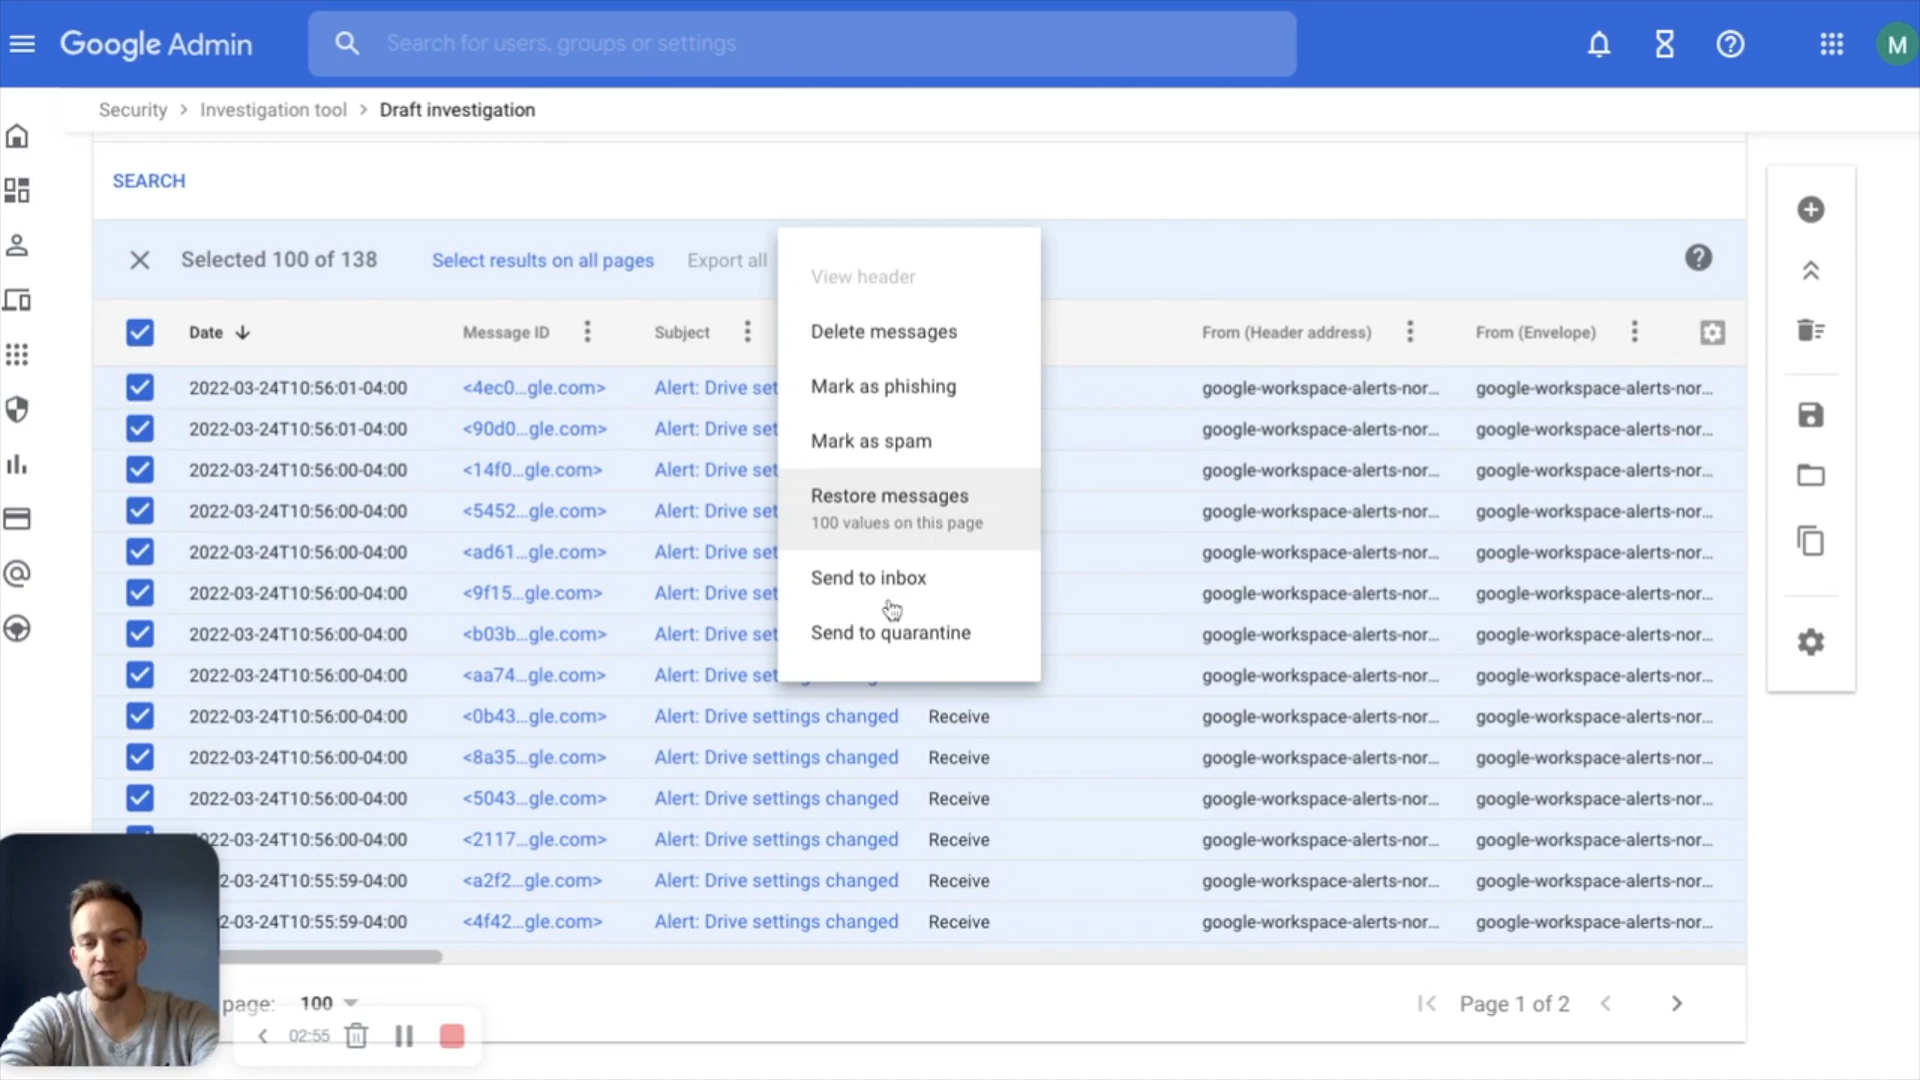 Google Admin
Search for users, groups or settings
M
Security > Investigation tool > Draft investigation
SEARCH
Selected 100 of 138 Select results on all pages Export all
View header
Delete messages
Mark as phishing
Mark as spam
Restore messages
100 values on this page
Send to inbox
Send to quarantine
Date Message ID Subject From (Header address) From (Envelope)
2022-03-24T10:56:01-04:00 <4ec0...gle.com> Alert: Drive set google-workspace-alerts-nor... google-workspace-alerts-nor...
2022-03-24T10:56:01-04:00 <90d0...gle.com> Alert: Drive set google-workspace-alerts-nor... google-workspace-alerts-nor...
2022-03-24T10:56:00-04:00 <14f0...gle.com> Alert: Drive set google-workspace-alerts-nor... google-workspace-alerts-nor...
2022-03-24T10:56:00-04:00 <5452...gle.com> Alert: Drive set google-workspace-alerts-nor... google-workspace-alerts-nor...
2022-03-24T10:56:00-04:00 <ad61...gle.com> Alert: Drive set google-workspace-alerts-nor... google-workspace-alerts-nor...
2022-03-24T10:56:00-04:00 <9f15...gle.com> Alert: Drive set google-workspace-alerts-nor... google-workspace-alerts-nor...
2022-03-24T10:56:00-04:00 <b03b...gle.com> Alert: Drive set google-workspace-alerts-nor... google-workspace-alerts-nor...
2022-03-24T10:56:00-04:00 <aa74...gle.com> Alert: Drive set google-workspace-alerts-nor... google-workspace-alerts-nor...
2022-03-24T10:56:00-04:00 <0b43...gle.com> Alert: Drive settings changed Receive google-workspace-alerts-nor... google-workspace-alerts-nor...
2022-03-24T10:56:00-04:00 <8a35...gle.com> Alert: Drive settings changed Receive google-workspace-alerts-nor... google-workspace-alerts-nor...
2022-03-24T10:56:00-04:00 <5043...gle.com> Alert: Drive settings changed Receive google-workspace-alerts-nor... google-workspace-alerts-nor...
22-03-24T10:56:00-04:00 <2117...gle.com> Alert: Drive settings changed Receive google-workspace-alerts-nor... google-workspace-alerts-nor...
2-03-24T10:55:59-04:00 <a2f2...gle.com> Alert: Drive settings changed Receive google-workspace-alerts-nor... google-workspace-alerts-nor...
03-24T10:55:59-04:00 <4f42...gle.com> Alert: Drive settings changed Receive google-workspace-alerts-nor... google-workspace-alerts-nor...
page: 100 Page 1 of 2
02:55